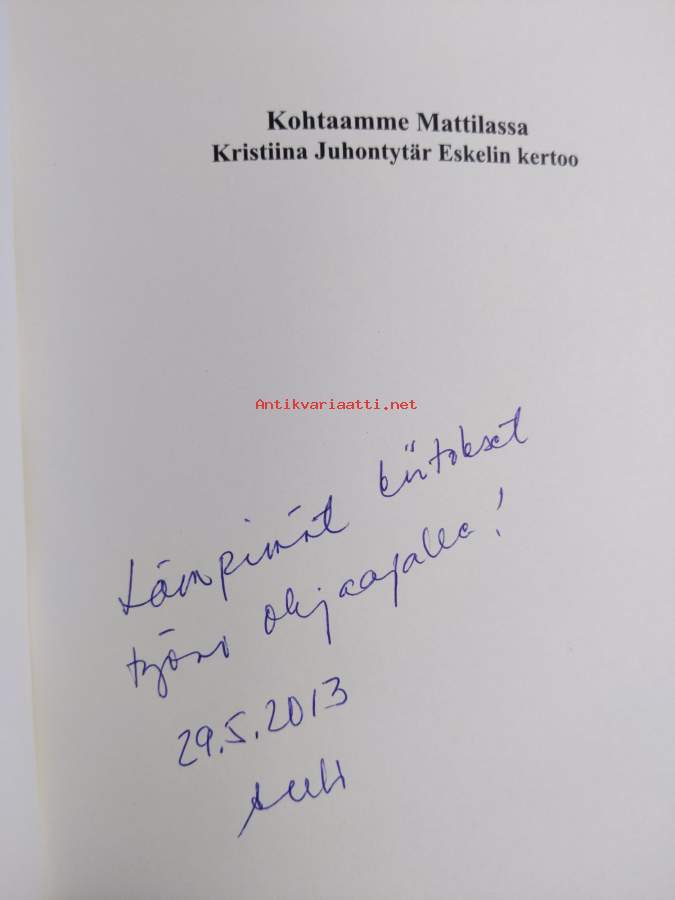 Kohtaamme Mattilassa
Kristiina Juhontytär Eskelin kertoo
Antikvariaatti.net
Lämpimät kiitokset
työni ohjaajalle!
29.5.2013